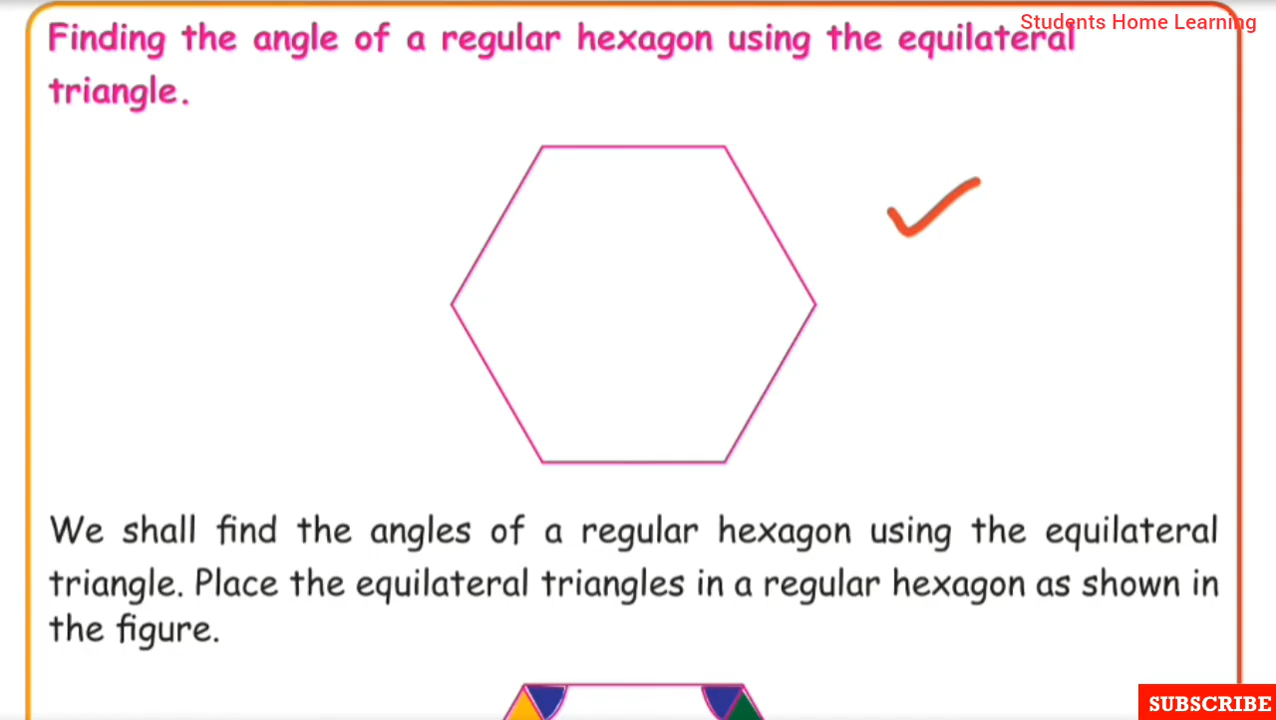 Students Home Learning
Finding the angle of a regular hexagon using the equilateral
triangle.
We shall find the angles of a regular hexagon using the equilateral
triangle. Place the equilateral triangles in a regular hexagon as shown in
the figure.
SUBSCRIBE